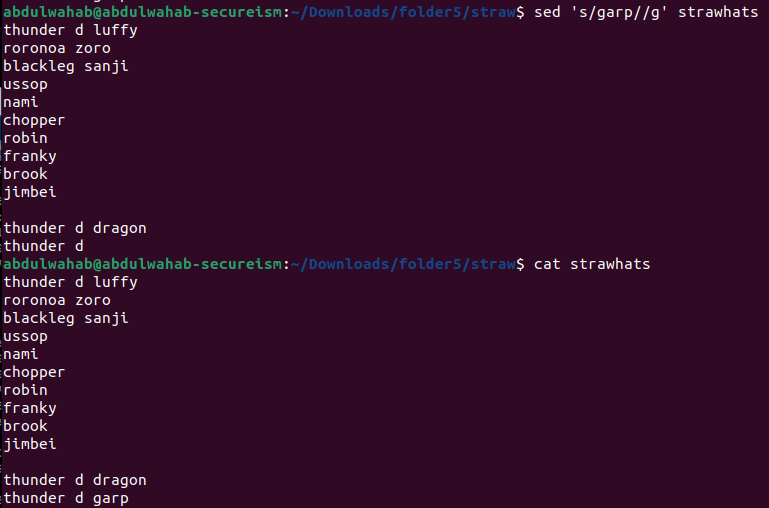 abdulwahab@abdulwahab-secureism:~/Downloads/folder5/straw$ sed 's/garp//g' strawhats
thunder d luffy
roronoa zoro
blackleg sanji
ussop
nami
chopper
robin
franky
brook
jimbei

thunder d dragon
thunder d
abdulwahab@abdulwahab-secureism:~/Downloads/folder5/straw$ cat strawhats
thunder d luffy
roronoa zoro
blackleg sanji
ussop
nami
chopper
robin
franky
brook
jimbei

thunder d dragon
thunder d garp